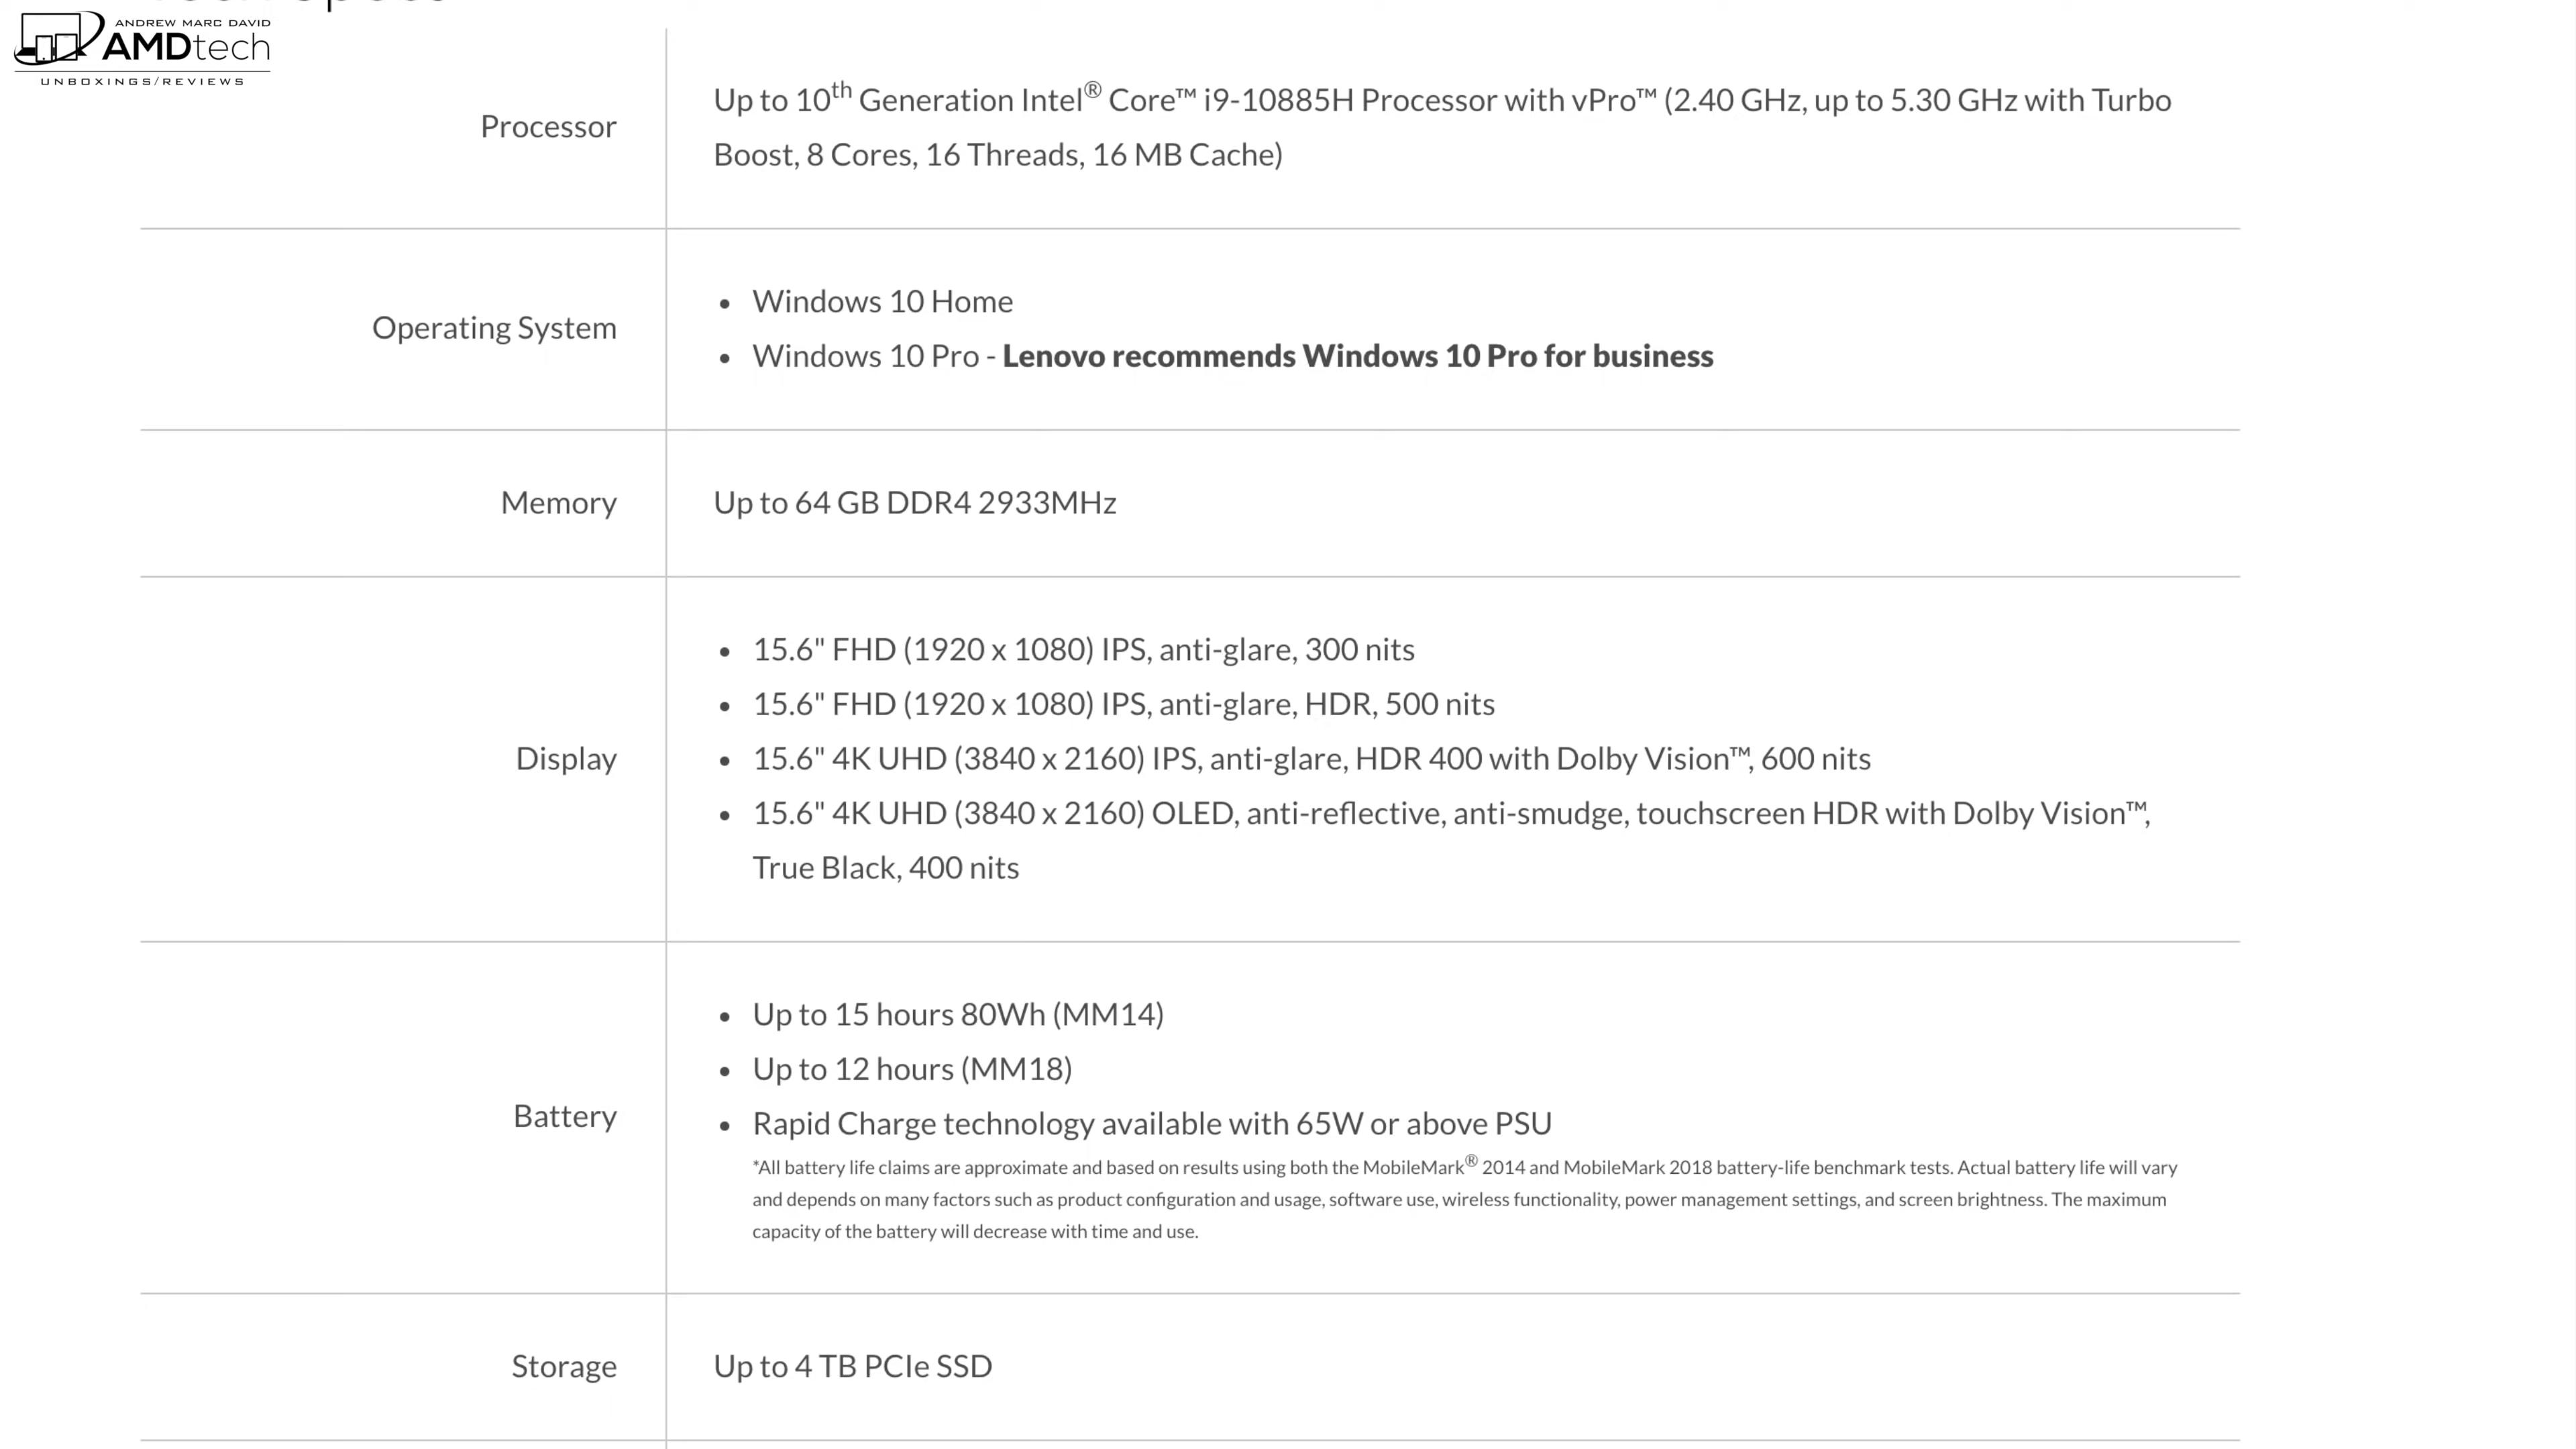 ANDREW MARC DAVID
AMDtech
UNBOXINGS/REVIEWS
Processor
Up to 10th Generation Intel® Core™ i9-10885H Processor with vPro™ (2.40 GHz, up to 5.30 GHz with Turbo
Boost, 8 Cores, 16 Threads, 16 MB Cache)
Operating System
• Windows 10 Home
• Windows 10 Pro - Lenovo recommends Windows 10 Pro for business
Memory
Up to 64 GB DDR4 2933MHz
Display
• 15.6" FHD (1920 x 1080) IPS, anti-glare, 300 nits
• 15.6" FHD (1920 x 1080) IPS, anti-glare, HDR, 500 nits
• 15.6" 4K UHD (3840 x 2160) IPS, anti-glare, HDR 400 with Dolby Vision™, 600 nits
• 15.6" 4K UHD (3840 x 2160) OLED, anti-reflective, anti-smudge, touchscreen HDR with Dolby Vision™,
True Black, 400 nits
Battery
• Up to 15 hours 80Wh (MM14)
• Up to 12 hours (MM18)
• Rapid Charge technology available with 65W or above PSU
*All battery life claims are approximate and based on results using both the MobileMark® 2014 and MobileMark 2018 battery-life benchmark tests. Actual battery life will vary
and depends on many factors such as product configuration and usage, software use, wireless functionality, power management settings, and screen brightness. The maximum
capacity of the battery will decrease with time and use.
Storage
Up to 4 TB PCIe SSD